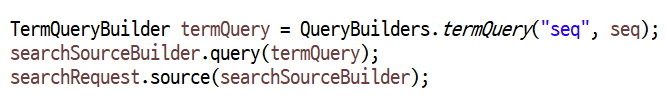 TermQueryBuilder termQuery = QueryBuilders.termQuery("seq", seq);
searchSourceBuilder.query(termQuery);
searchRequest.source(searchSourceBuilder);